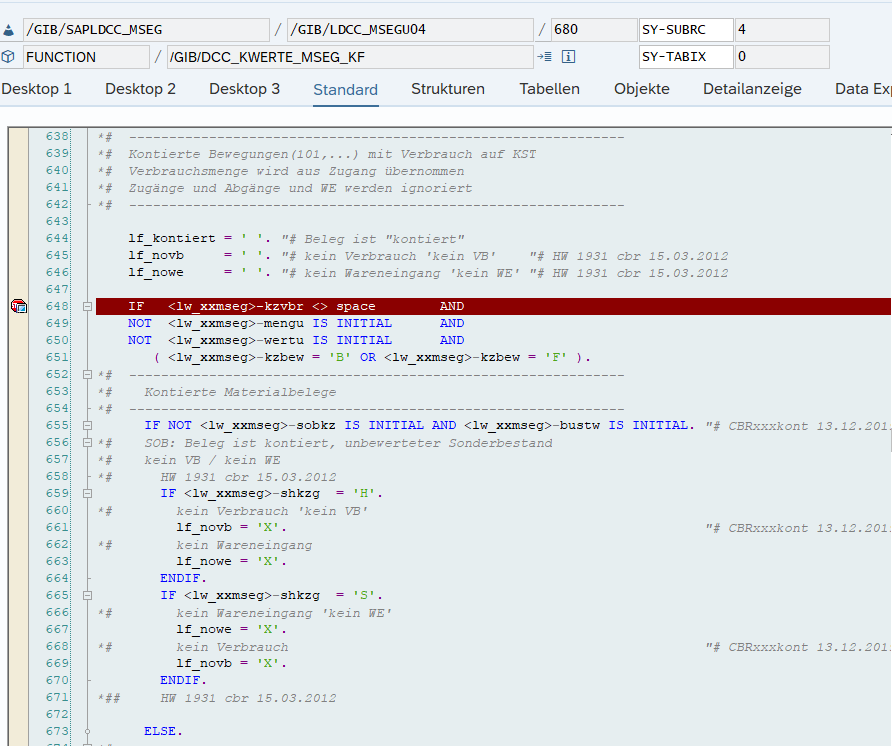 /GIB/SAPLDCC_MSEG / /GIB/LDCC_MSEGU04 / 680 SY-SUBRC 4
FUNCTION / /GIB/DCC_KWERTE_MSEG_KF SY-TABIX 0
Desktop 1 Desktop 2 Desktop 3 Standard Strukturen Tabellen Objekte Detailanzeige Data Exp
638 *# --------------------------------------------------------------
639 *# Kontierte Bewegungen(101,...) mit Verbrauch auf KST
640 *# Verbrauchsmenge wird aus Zugang übernommen
641 *# Zugänge und Abgänge und WE werden ignoriert
642 *# --------------------------------------------------------------
643
644 lf_kontiert = ' '. "# Beleg ist "kontiert"
645 lf_novb = ' '. "# kein Verbrauch 'kein VB' "# HW 1931 cbr 15.03.2012
646 lf_nowe = ' '. "# kein Wareneingang 'kein WE' "# HW 1931 cbr 15.03.2012
647
648 IF <lw_xxmseg>-kzvbr <> space AND
649 NOT <lw_xxmseg>-mengu IS INITIAL AND
650 NOT <lw_xxmseg>-wertu IS INITIAL AND
651 ( <lw_xxmseg>-kzbew = 'B' OR <lw_xxmseg>-kzbew = 'F' ).
652 *# --------------------------------------------------------------
653 *# Kontierte Materialbelege
654 *# --------------------------------------------------------------
655 IF NOT <lw_xxmseg>-sobkz IS INITIAL AND <lw_xxmseg>-bustw IS INITIAL. "# CBRxxxkont 13.12.201
656 *# SOB: Beleg ist kontiert, unbewerteter Sonderbestand
657 *# kein VB / kein WE
658 *# HW 1931 cbr 15.03.2012
659 IF <lw_xxmseg>-shkzg = 'H'.
660 *# kein Verbrauch 'kein VB'
661 lf_novb = 'X'. "# CBRxxxkont 13.12.201
662 *# kein Wareneingang
663 lf_nowe = 'X'.
664 ENDIF.
665 IF <lw_xxmseg>-shkzg = 'S'.
666 *# kein Wareneingang 'kein WE'
667 lf_nowe = 'X'.
668 *# kein Verbrauch "# CBRxxxkont 13.12.201
669 lf_novb = 'X'.
670 ENDIF.
671 *## HW 1931 cbr 15.03.2012
672
673 ELSE.